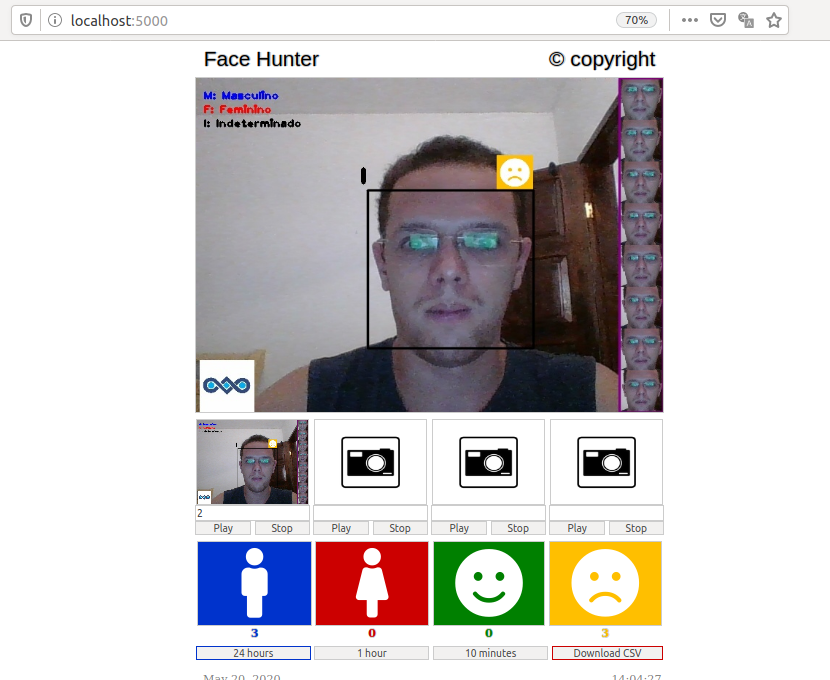 localhost:5000 70%
Face Hunter © copyright
M: Masculino
F: Feminino
I: Indeterminado
I
2
Play Stop Play Stop Play Stop Play Stop
3 0 0 3
24 hours 1 hour 10 minutes Download CSV
May 20, 2020 14:04:27